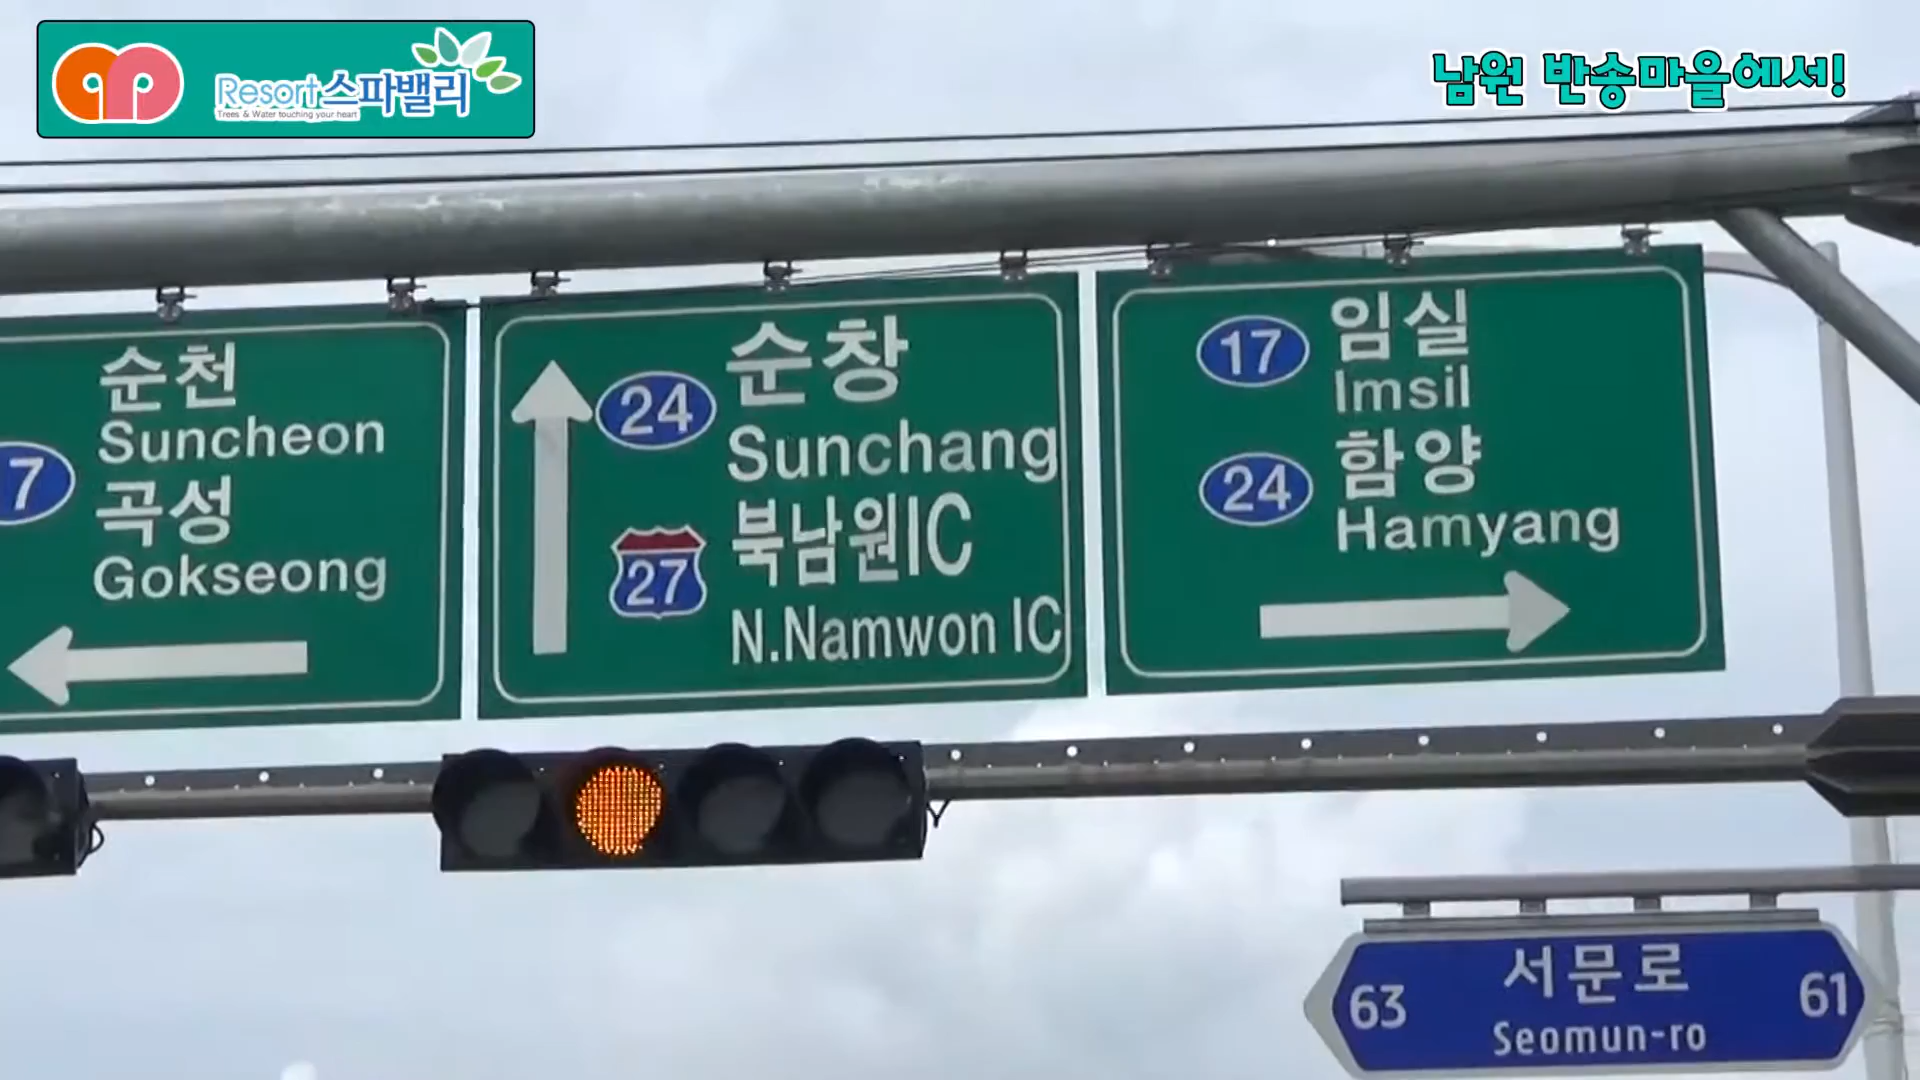 Resort스파밸리
Trees & Water touching your heart
남원 반송마을에서!
순천
Suncheon
7
곡성
Gokseong
24
순창
Sunchang
27
북남원IC
N.Namwon IC
17
임실
Imsil
24
함양
Hamyang
63 서문로 61
Seomun-ro